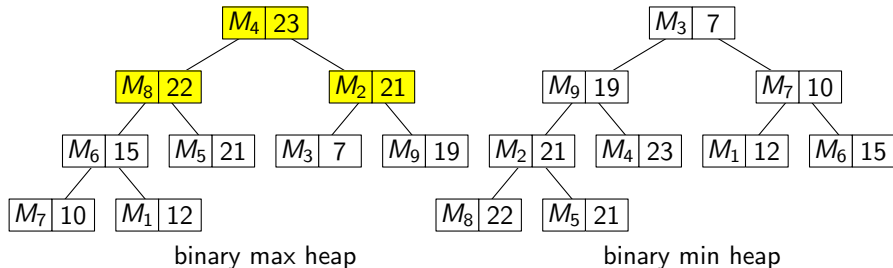 M₄ 23 M₃ 7
M₈ 22 M₂ 21 M₉ 19 M₇ 10
M₆ 15 M₅ 21 M₃ 7 M₉ 19 M₂ 21 M₄ 23 M₁ 12 M₆ 15
M₇ 10 M₁ 12 M₈ 22 M₅ 21
binary max heap binary min heap